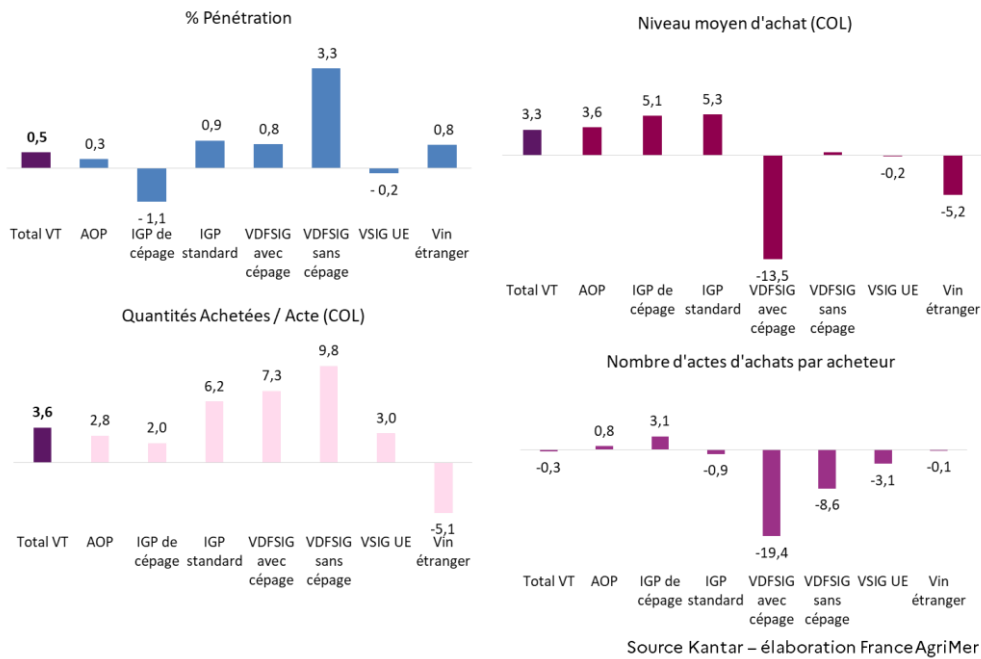 % Pénétration
3,3
0,5
0,3
0,9
0,8
0,8
- 0,2
- 1,1
Total VT
AOP
IGP de
cépage
IGP
standard
VDFSIG
avec
cépage
VDFSIG
sans
cépage
VSIG UE
Vin
étranger
Niveau moyen d'achat (COL)
3,3
3,6
5,1
5,3
-0,2
-5,2
-13,5
Total VT
AOP
IGP de
cépage
IGP
standard
VDFSIG
avec
cépage
VDFSIG
sans
cépage
VSIG UE
Vin
étranger
Quantités Achetées / Acte (COL)
3,6
2,8
2,0
6,2
7,3
9,8
3,0
-5,1
Total VT
AOP
IGP de
cépage
IGP
standard
VDFSIG
avec
cépage
VDFSIG
sans
cépage
VSIG UE
Vin
étranger
Nombre d'actes d'achats par acheteur
-0,3
0,8
3,1
-0,9
-19,4
-8,6
-3,1
-0,1
Total VT
AOP
IGP de
cépage
IGP
standard
VDFSIG
avec
cépage
VDFSIG
sans
cépage
VSIG UE
Vin
étranger
Source Kantar – élaboration FranceAgriMer